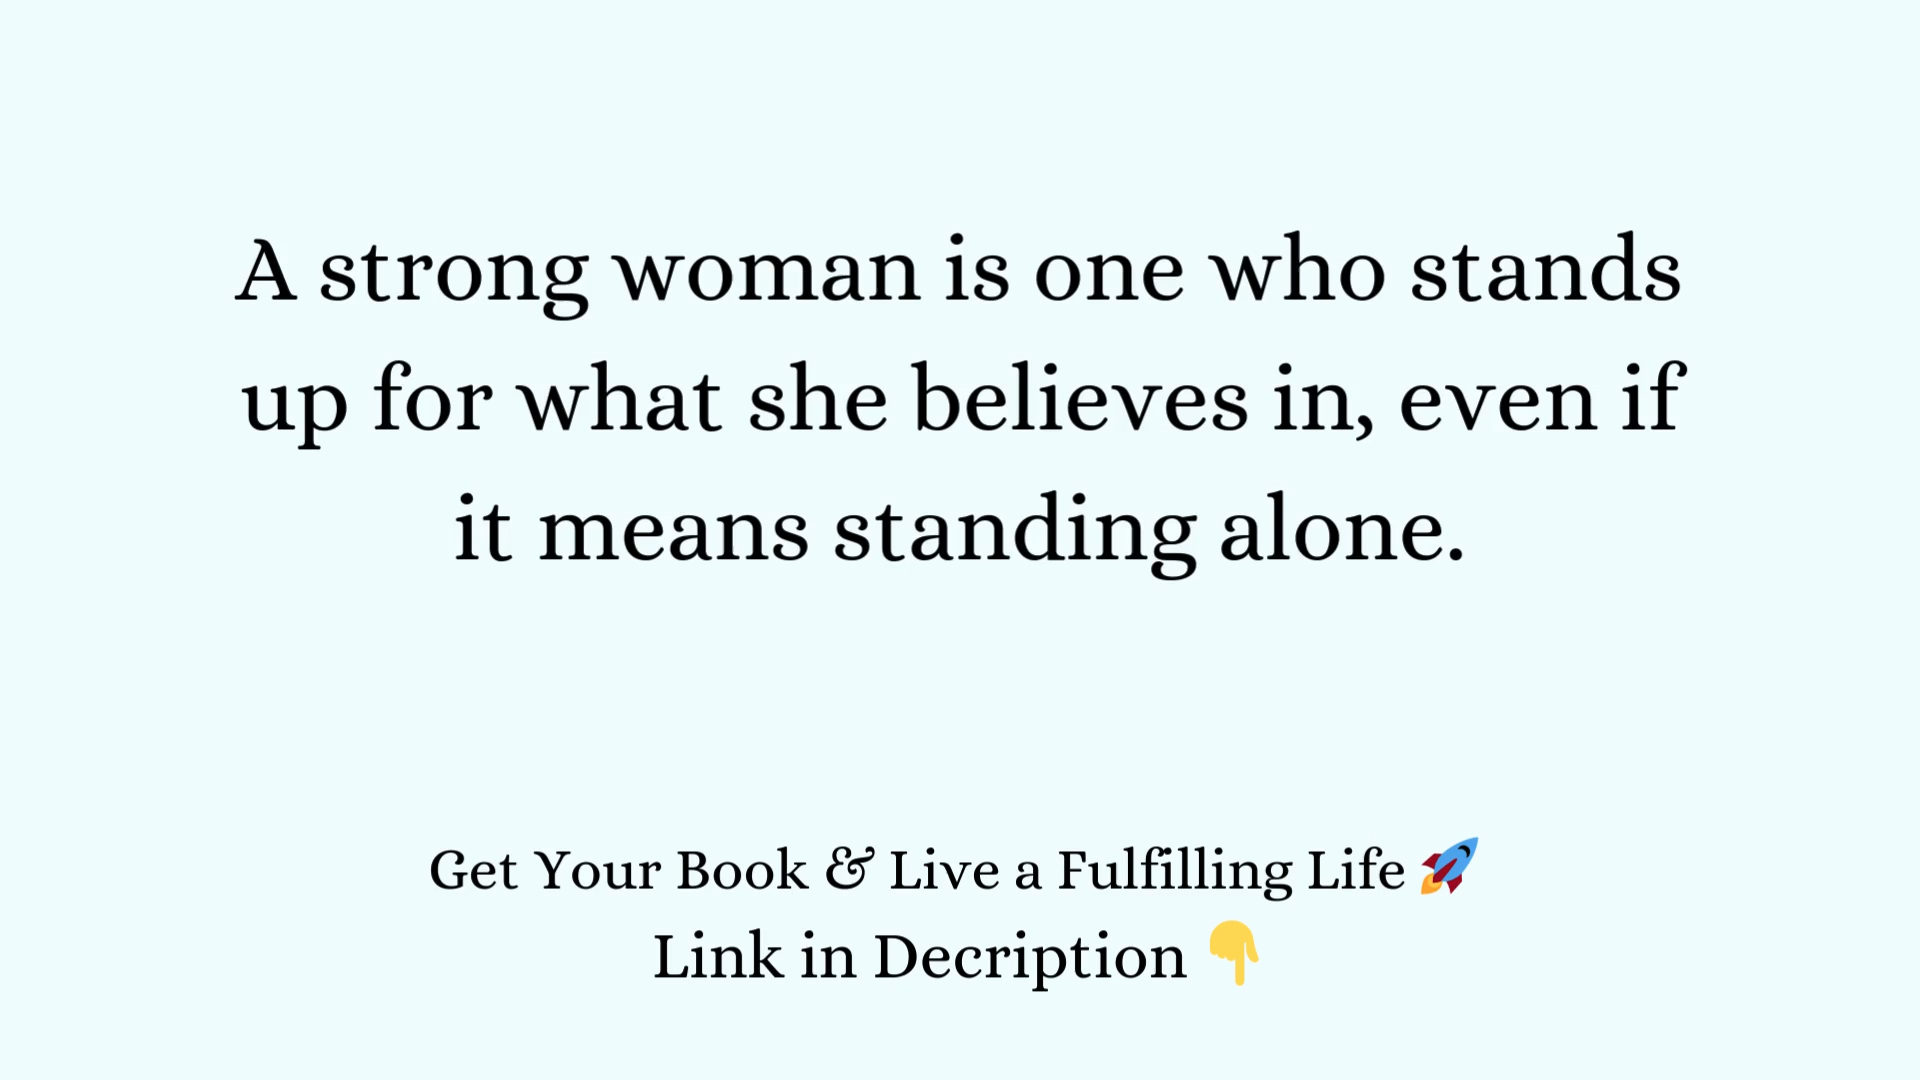 A strong woman is one who stands
up for what she believes in, even if
it means standing alone.
Get Your Book & Live a Fulfilling Life 🚀
Link in Decription 👇